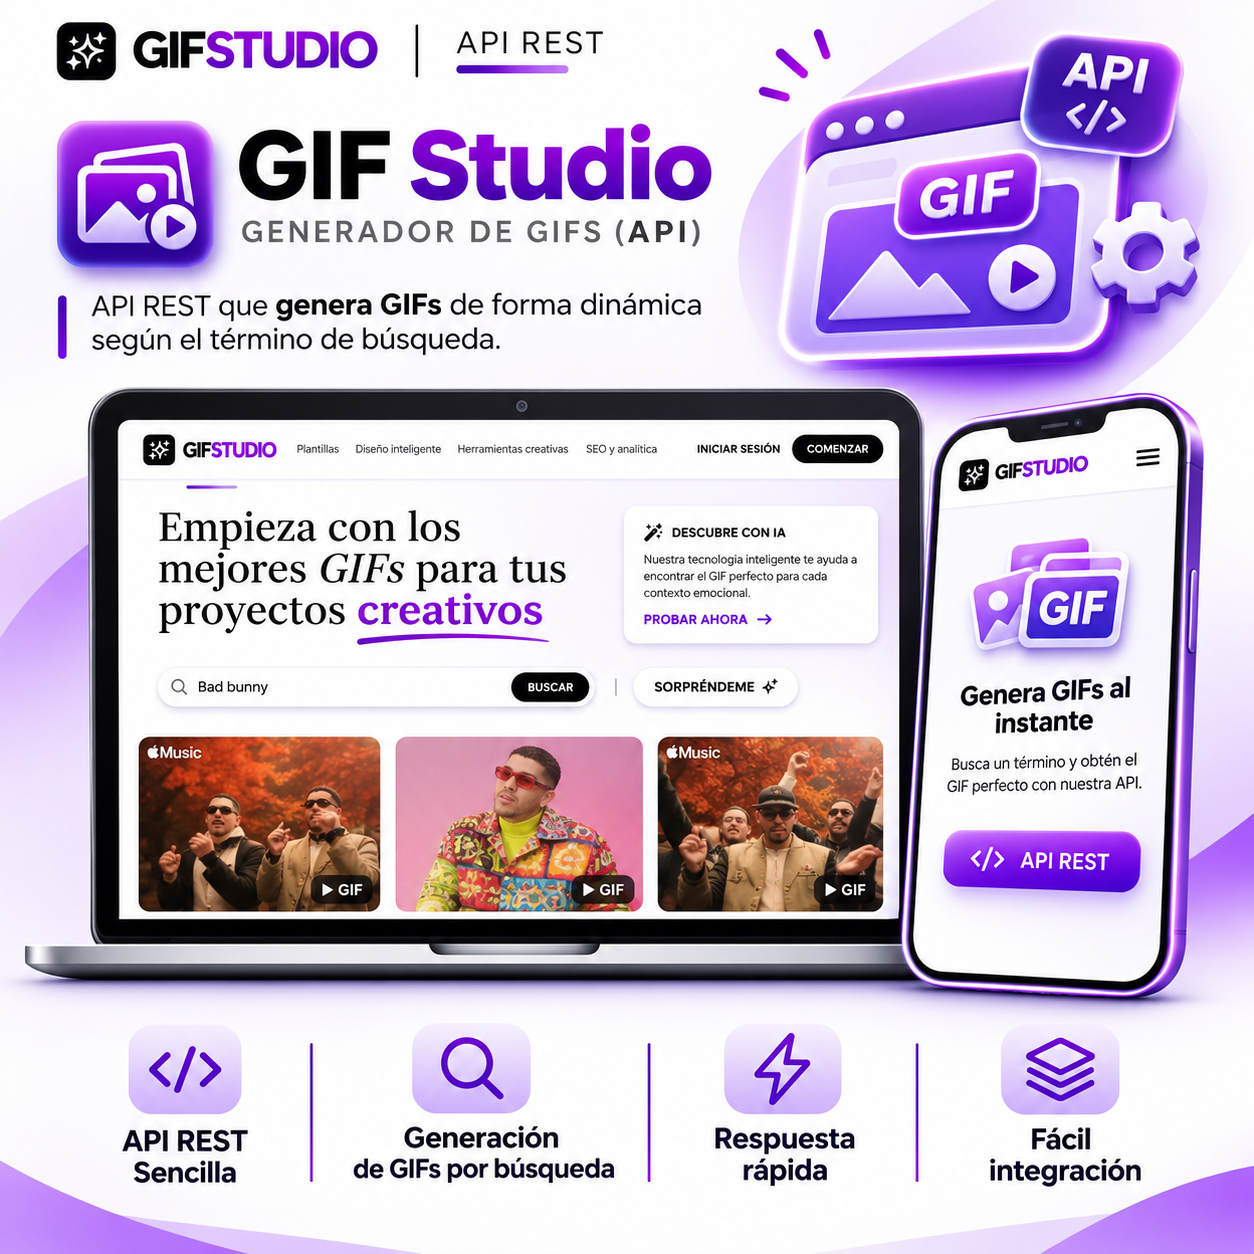 GIFSTUDIO
API REST
GIF Studio
GENERADOR DE GIFS (API)
API REST que genera GIFs de forma dinámica
según el término de búsqueda.
API
</>
GIF
GIFSTUDIO
Plantillas
Diseño inteligente
Herramientas creativas
SEO y analítica
INICIAR SESIÓN
COMENZAR
Empieza con los
mejores GIFs para tus
proyectos creativos
DESCUBRE CON IA
Nuestra tecnologia inteligente te ayuda a
encontrar el GIF perfecto para cada
contexto emocional.
PROBAR AHORA
Bad bunny
BUSCAR
SORPRÉNDEME
Music
GIF
GIF
Music
GIF
GIFSTUDIO
GIF
Genera GIFs al
instante
Busca un término y obtén el
GIF perfecto con nuestra API.
</> API REST
</>
API REST
Sencilla
Generación
de GIFs por búsqueda
Respuesta
rápida
Fácil
integración